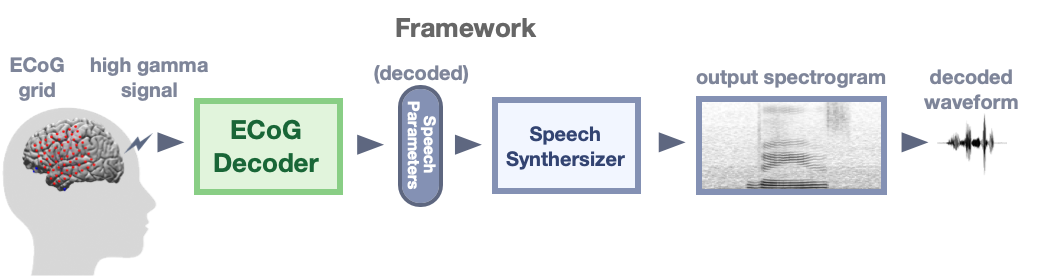 Framework
ECoG
grid
high gamma
signal
ECoG
Decoder
(decoded)
Speech
Parameters
Speech
Synthersizer
output spectrogram
decoded
waveform